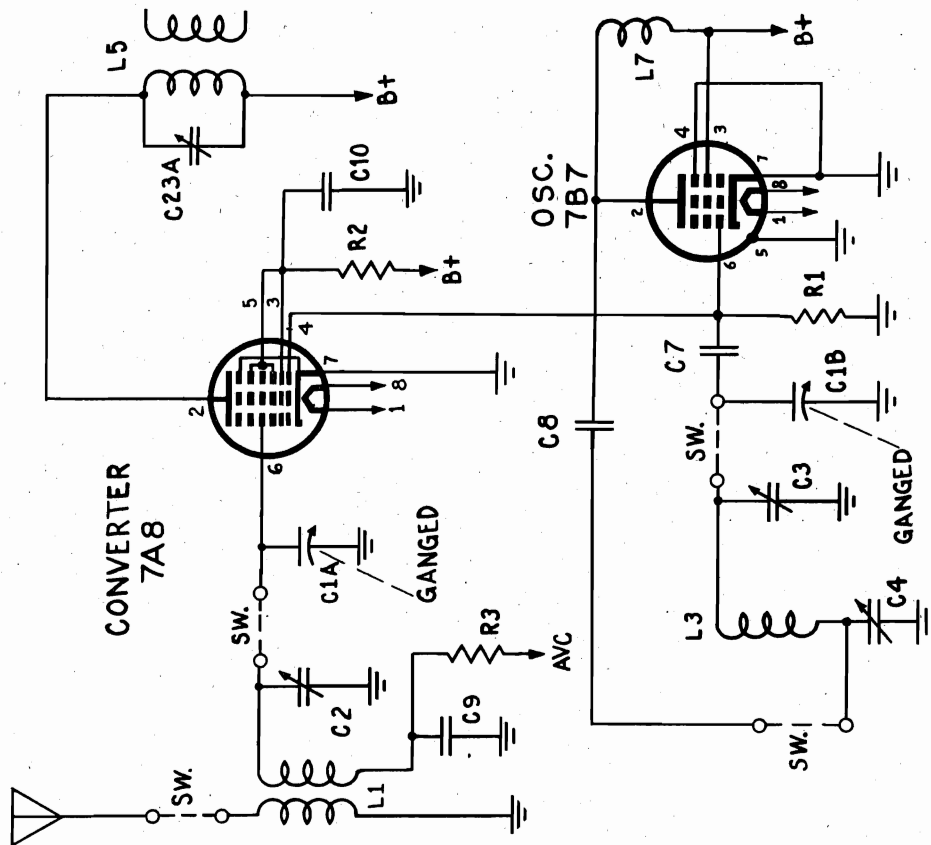 L5
C23A
B+
CONVERTER
7A8
2
5
3
4
6
7
8
1
R2
B+
C10
SW.
SW.
C1A
GANGED
C2
L1
C9
R3
AVC
OSC.
7B7
L7
B+
2
4
3
6
5
7
8
1
C8
C7
R1
SW.
C1B
GANGED
C3
L3
C4
SW.